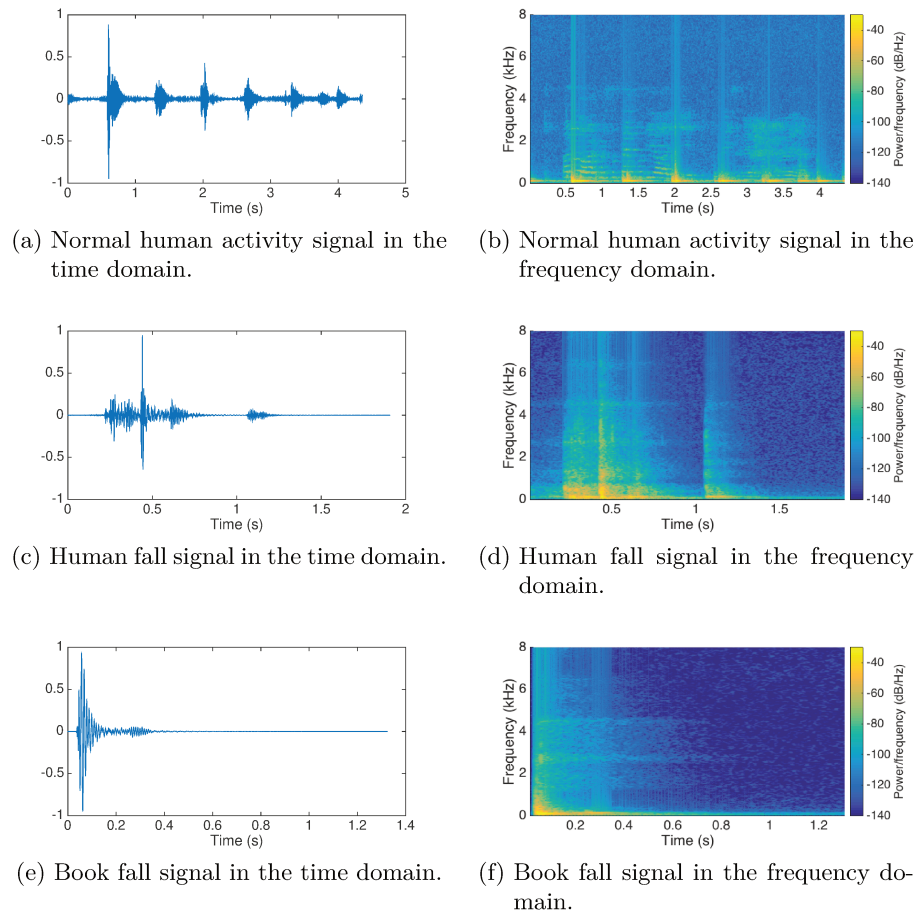 1
0.5
0
-0.5
-1
0 1 2 3 4 5
Time (s)
8
6
4
2
0
Frequency (kHz)
0.5 1 1.5 2 2.5 3 3.5 4
Time (s)
-40
-60
-80
-100
-120
-140
Power/frequency (dB/Hz)
(a) Normal human activity signal in the
time domain.
(b) Normal human activity signal in the
frequency domain.
1
0.5
0
-0.5
-1
0 0.5 1 1.5 2
Time (s)
8
6
4
2
0
Frequency (kHz)
0.5 1 1.5
Time (s)
-40
-60
-80
-100
-120
-140
Power/frequency (dB/Hz)
(c) Human fall signal in the time domain.
(d) Human fall signal in the frequency
domain.
1
0.5
0
-0.5
-1
0 0.2 0.4 0.6 0.8 1 1.2 1.4
Time (s)
8
6
4
2
0
Frequency (kHz)
0.2 0.4 0.6 0.8 1 1.2
Time (s)
-40
-60
-80
-100
-120
-140
Power/frequency (dB/Hz)
(e) Book fall signal in the time domain.
(f) Book fall signal in the frequency do-
main.